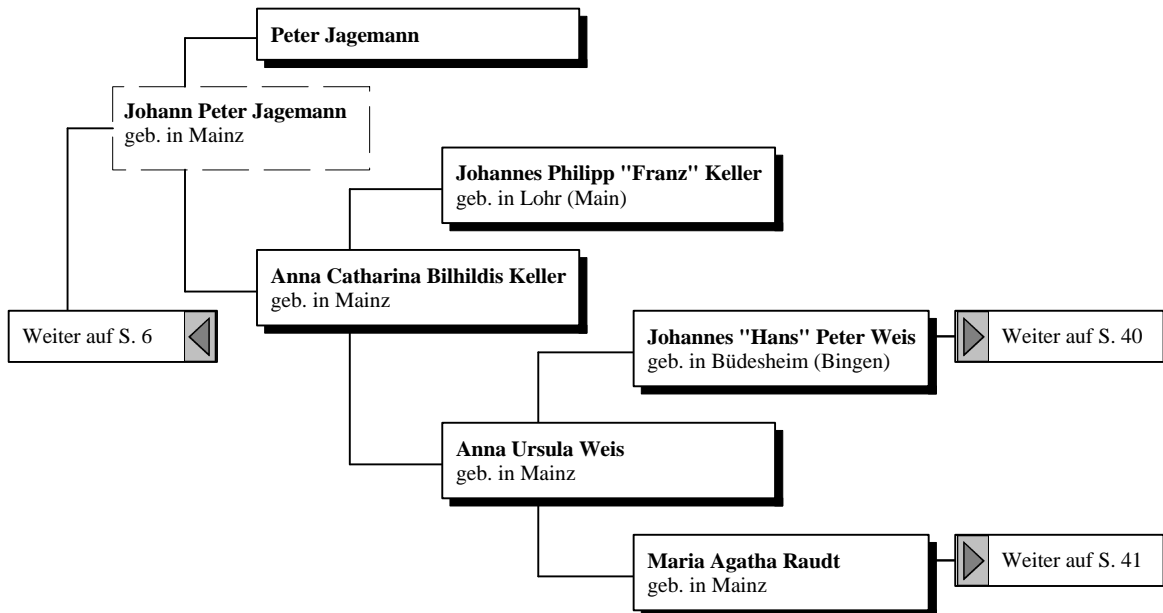 Peter Jagemann
Johann Peter Jagemann
geb. in Mainz
Johannes Philipp "Franz" Keller
geb. in Lohr (Main)
Anna Catharina Bilhildis Keller
geb. in Mainz
Weiter auf S. 6
Johannes "Hans" Peter Weis
geb. in Büdesheim (Bingen)
Weiter auf S. 40
Anna Ursula Weis
geb. in Mainz
Maria Agatha Raudt
geb. in Mainz
Weiter auf S. 41